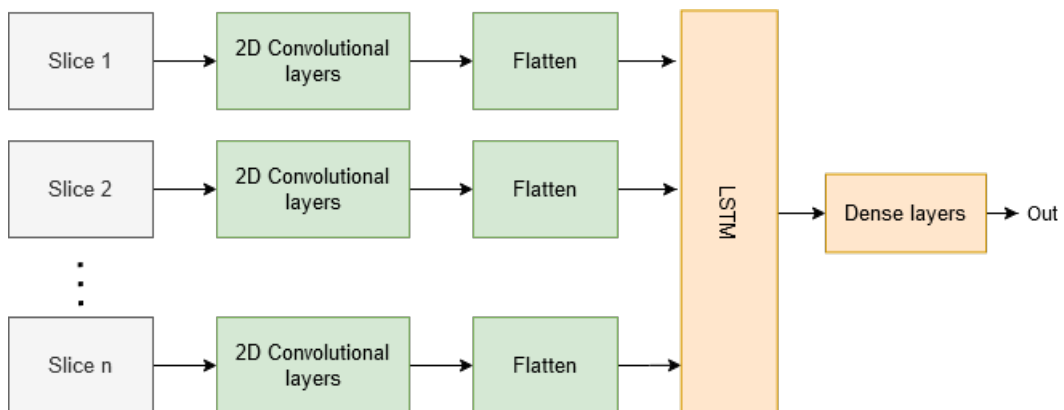 Slice 1
2D Convolutional
layers
Flatten
Slice 2
2D Convolutional
layers
Flatten
LSTM
Dense layers
Out
Slice n
2D Convolutional
layers
Flatten